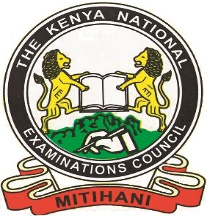 THE KENYA NATIONAL
EXAMINATIONS COUNCIL
MITIHANI